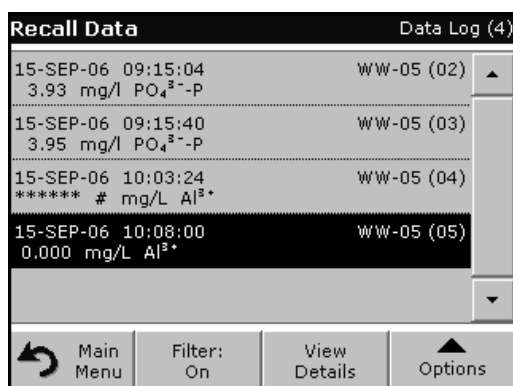 Recall Data Data Log (4)
15-SEP-06 09:15:04 WW-05 (02)
3.93 mg/l PO₄³⁻-P
15-SEP-06 09:15:40 WW-05 (03)
3.95 mg/l PO₄³⁻-P
15-SEP-06 10:03:24 WW-05 (04)
****** # mg/L Al³⁺
15-SEP-06 10:08:00 WW-05 (05)
0.000 mg/L Al³⁺
Main Menu
Filter: On
View Details
Options